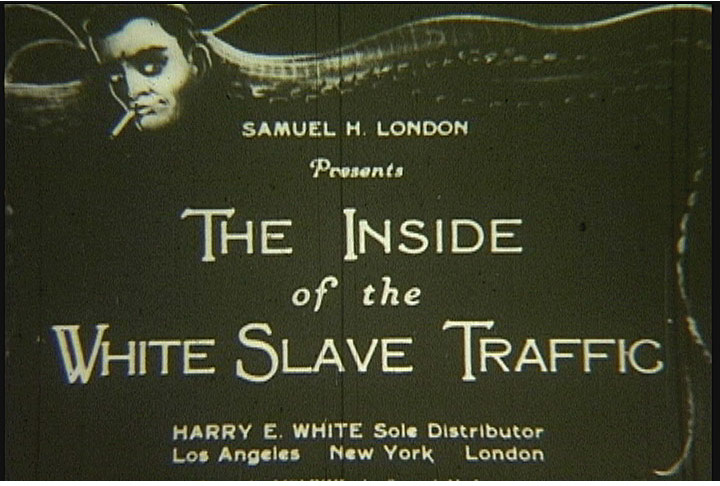 SAMUEL H. LONDON
Presents
THE INSIDE
of the
WHITE SLAVE TRAFFIC
HARRY E. WHITE Sole Distributor
Los Angeles New York London